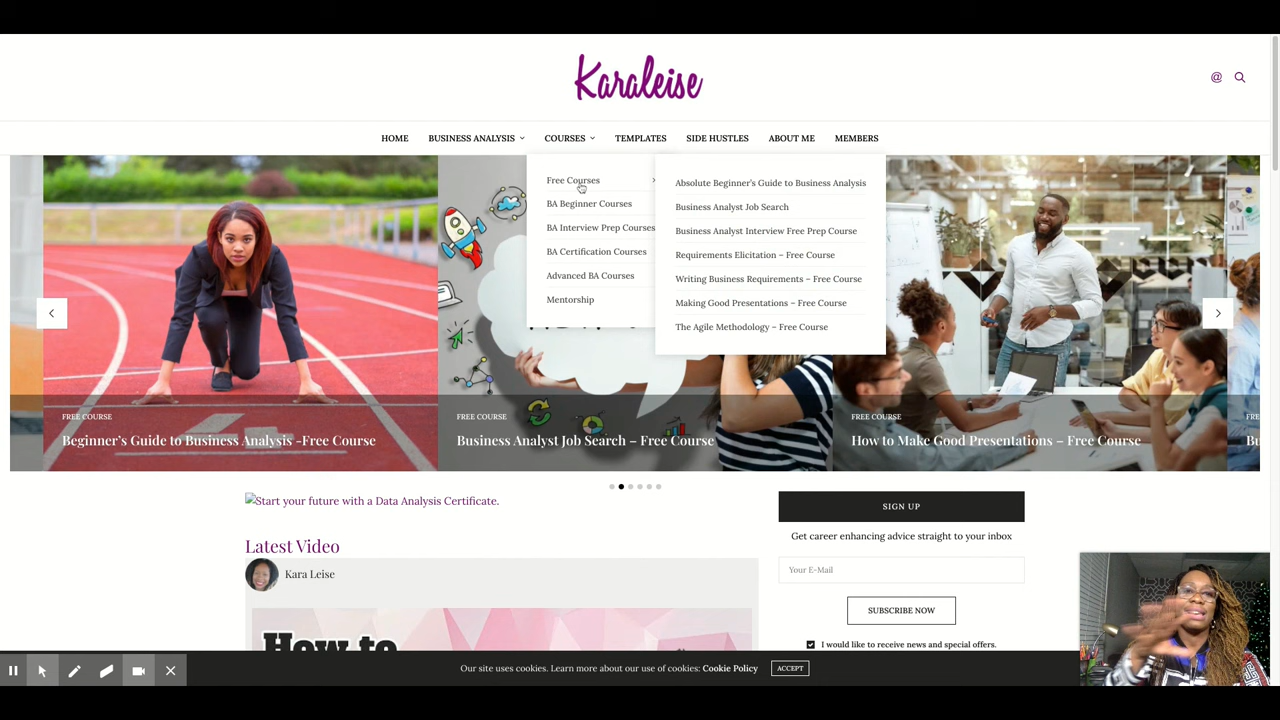 Karaleise
@
HOME
BUSINESS ANALYSIS
COURSES
TEMPLATES
SIDE HUSTLES
ABOUT ME
MEMBERS
Free Courses
BA Beginner Courses
BA Interview Prep Courses
BA Certification Courses
Advanced BA Courses
Mentorship
Absolute Beginner's Guide to Business Analysis
Business Analyst Job Search
Business Analyst Interview Free Prep Course
Requirements Elicitation – Free Course
Writing Business Requirements – Free Course
Making Good Presentations – Free Course
The Agile Methodology – Free Course
FREE COURSE
Beginner's Guide to Business Analysis -Free Course
FREE COURSE
Business Analyst Job Search – Free Course
FREE COURSE
How to Make Good Presentations – Free Course
FRE
Bu
Start your future with a Data Analysis Certificate.
Latest Video
Kara Leise
How to
SIGN UP
Get career enhancing advice straight to your inbox
Your E-Mail
SUBSCRIBE NOW
I would like to receive news and special offers.
Our site uses cookies. Learn more about our use of cookies: Cookie Policy
ACCEPT